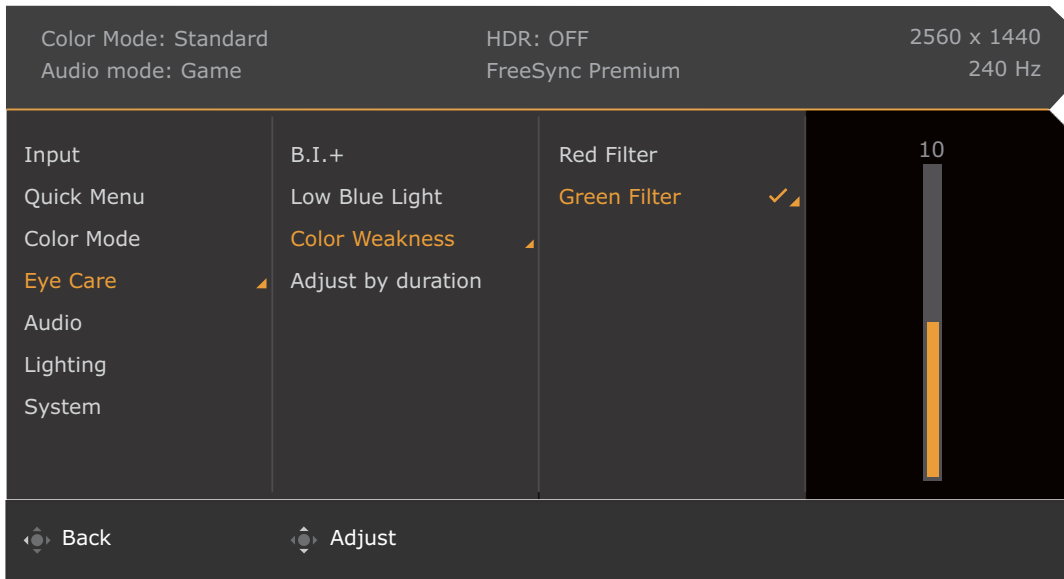 Color Mode: Standard
HDR: OFF
2560 x 1440
Audio mode: Game
FreeSync Premium
240 Hz
Input
Quick Menu
Color Mode
Eye Care
Audio
Lighting
System
B.I.+
Low Blue Light
Color Weakness
Adjust by duration
Red Filter
Green Filter
10
Back
Adjust